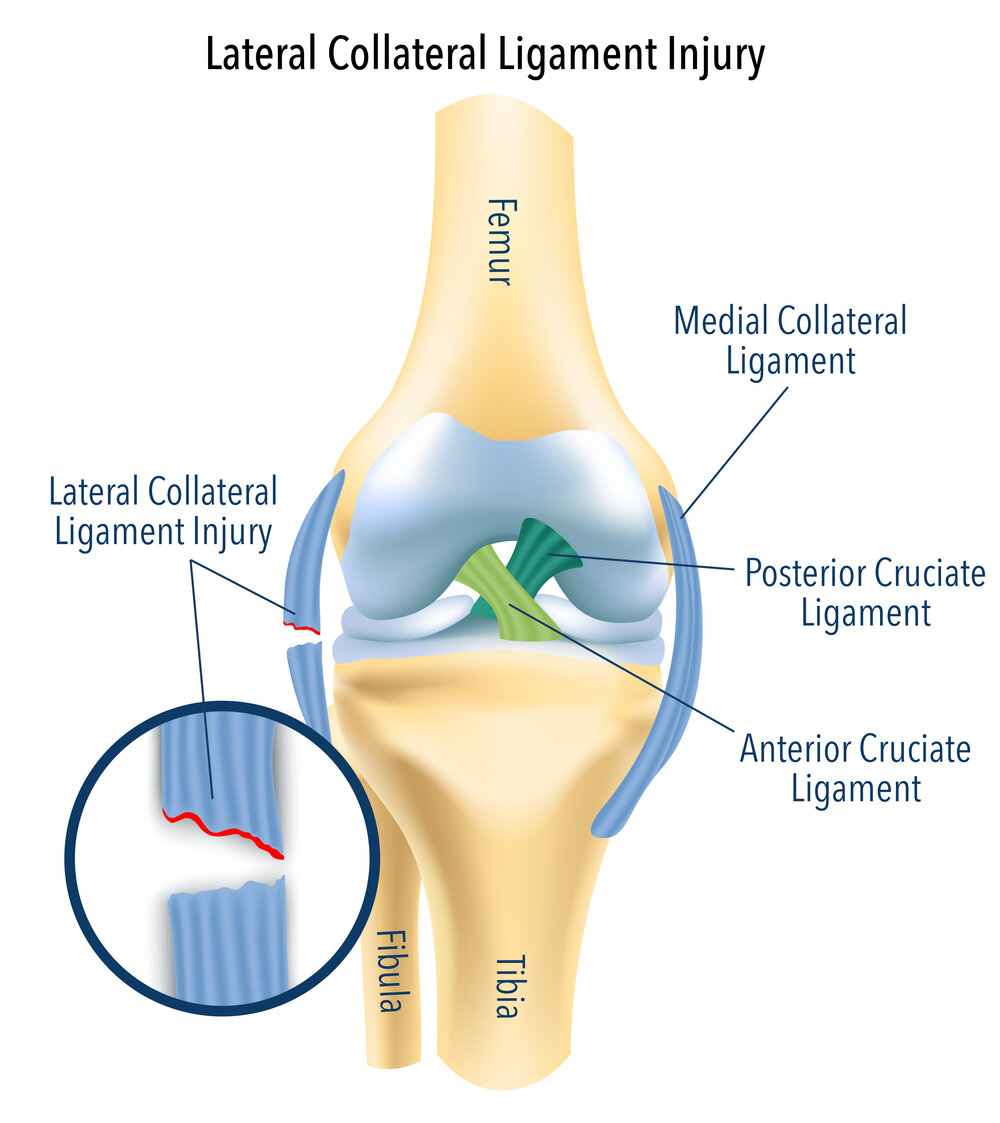 Lateral Collateral Ligament Injury
Femur
Medial Collateral
Ligament
Lateral Collateral
Ligament Injury
Posterior Cruciate
Ligament
Anterior Cruciate
Ligament
Fibula
Tibia